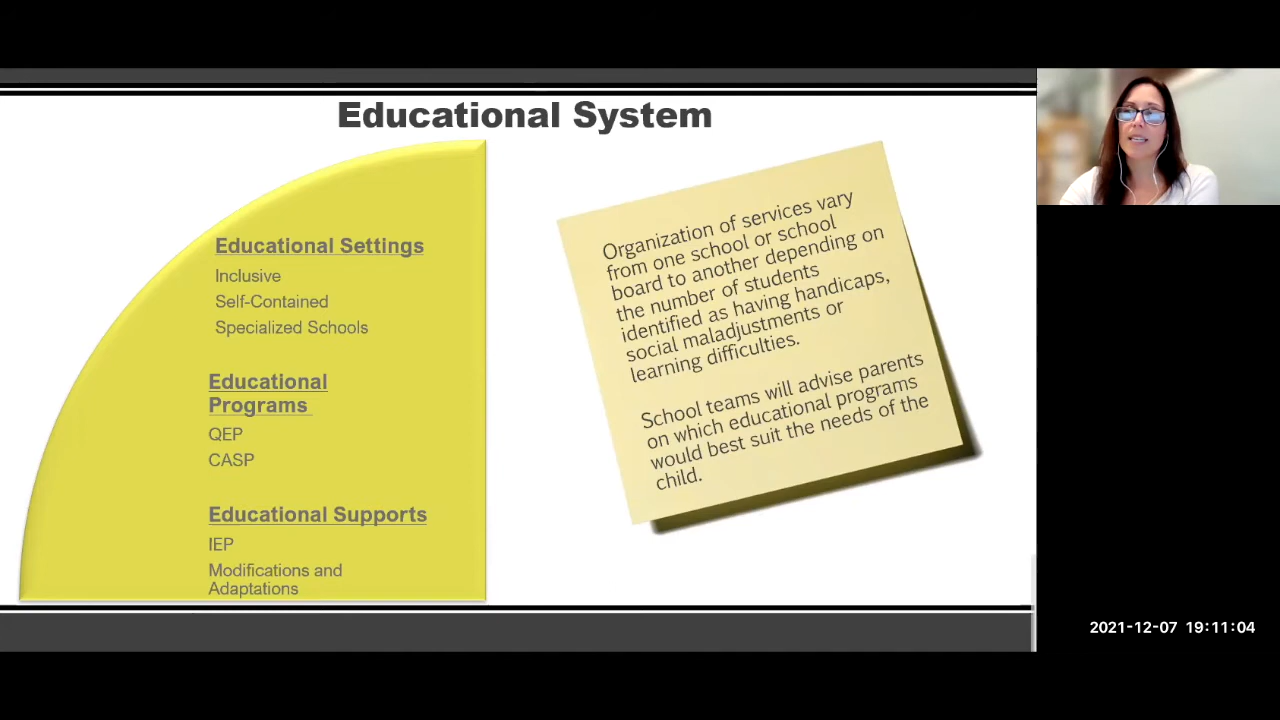 Educational System
Educational Settings
Inclusive
Self-Contained
Specialized Schools
Educational
Programs
QEP
CASP
Educational Supports
IEP
Modifications and
Adaptations
Organization of services vary
from one school or school
board to another depending on
the number of students
identified as having handicaps,
social maladjustments or
learning difficulties.
School teams will advise parents
on which educational programs
would best suit the needs of the
child.
2021-12-07 19:11:04